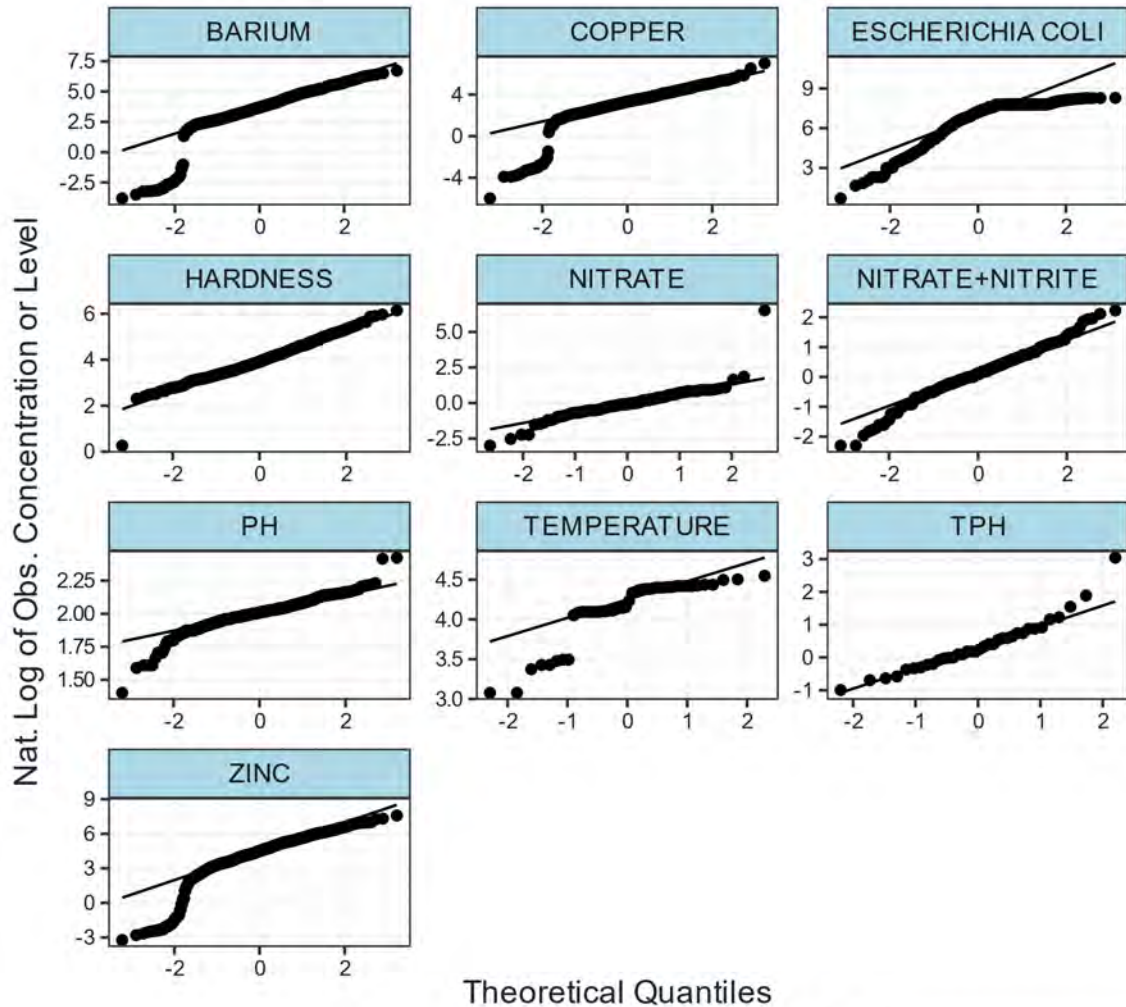 Nat. Log of Obs. Concentration or Level
BARIUM
7.5
5.0
2.5
0.0
-2.5
-2 0 2
COPPER
4
0
-4
-2 0 2
ESCHERICHIA COLI
9
6
3
-2 0 2
HARDNESS
6
4
2
0
-2 0 2
NITRATE
5.0
2.5
0.0
-2.5
-2 -1 0 1 2
NITRATE+NITRITE
2
1
0
-1
-2
-2 0 2
PH
2.25
2.00
1.75
1.50
-2 0 2
TEMPERATURE
4.5
4.0
3.5
3.0
-2 -1 0 1 2
TPH
3
2
1
0
-1
-2 -1 0 1 2
ZINC
9
6
3
0
-3
-2 0 2
Theoretical Quantiles